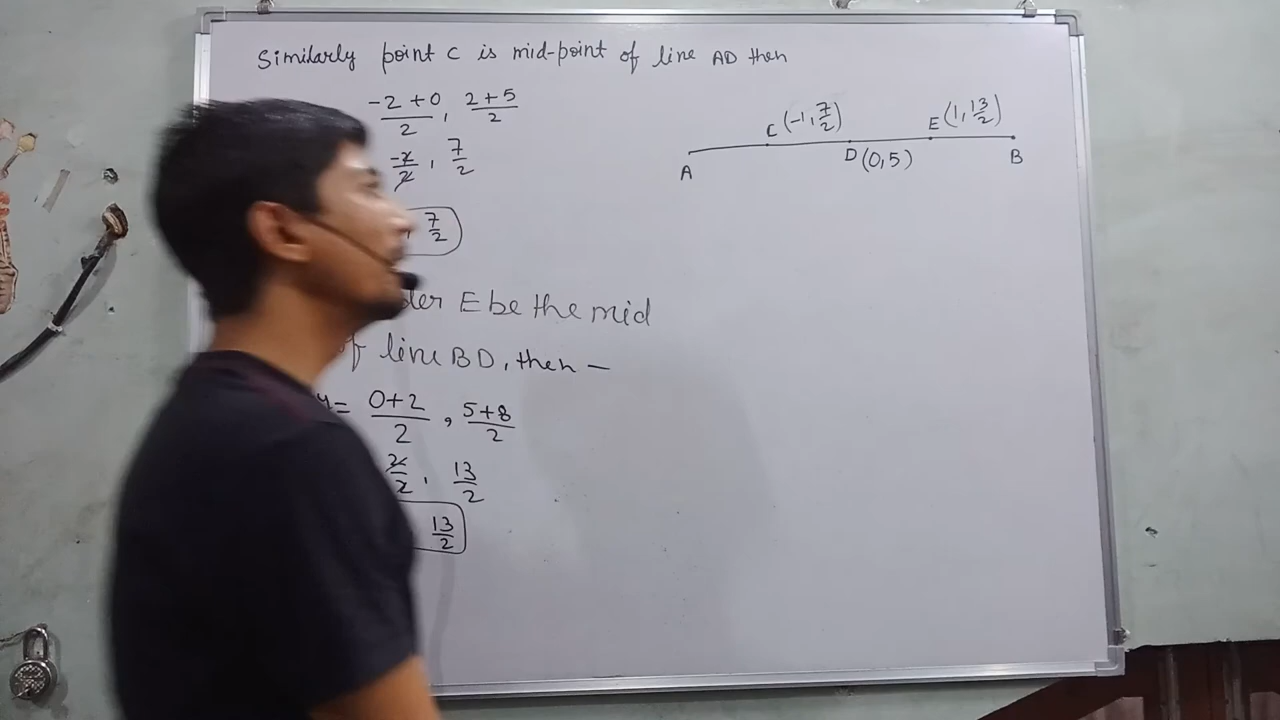 Similarly point C is mid-point of line AD then
-2+0/2, 2+5/2
-2/2, 7/2
7/2
E be the mid
of line BD, then —
y= 0+2/2, 5+8/2
2/2, 13/2
13/2
C(-1, 7/2) E(1, 13/2)
A D(0,5) B